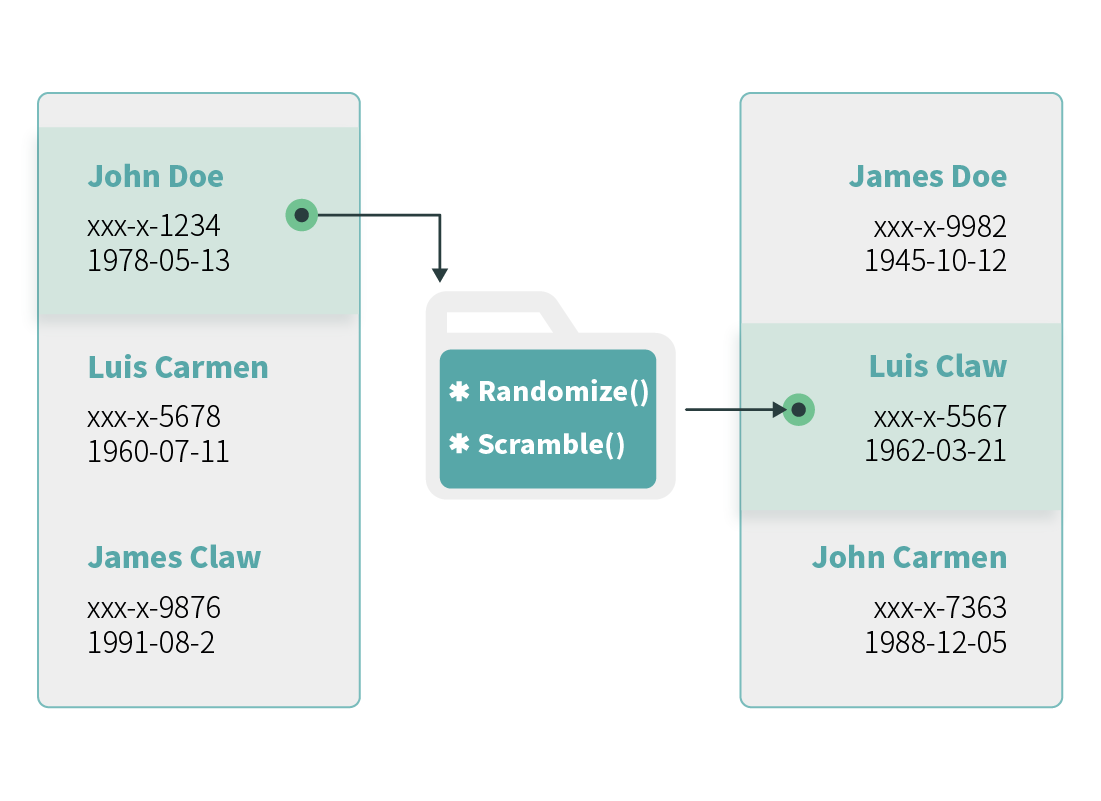 John Doe
xxx-x-1234
1978-05-13
Luis Carmen
xxx-x-5678
1960-07-11
James Claw
xxx-x-9876
1991-08-2
✱ Randomize()
✱ Scramble()
James Doe
xxx-x-9982
1945-10-12
Luis Claw
xxx-x-5567
1962-03-21
John Carmen
xxx-x-7363
1988-12-05